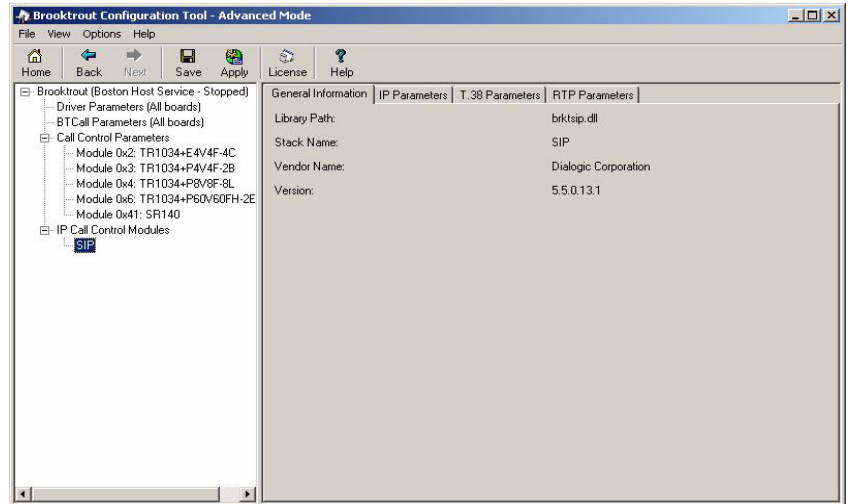 Brooktrout Configuration Tool - Advanced Mode
File View Options Help
Home Back Next Save Apply License Help
Brooktrout (Boston Host Service - Stopped)
Driver Parameters (All boards)
BTCall Parameters (All boards)
Call Control Parameters
Module 0x2: TR1034+E4V4F-4C
Module 0x3: TR1034+P4V4F-2B
Module 0x4: TR1034+P8V8F-8L
Module 0x6: TR1034+P60V60FH-2E
Module 0x41: SR140
IP Call Control Modules
SIP
General Information IP Parameters T.38 Parameters RTP Parameters
Library Path: brktsip.dll
Stack Name: SIP
Vendor Name: Dialogic Corporation
Version: 5.5.0.13.1